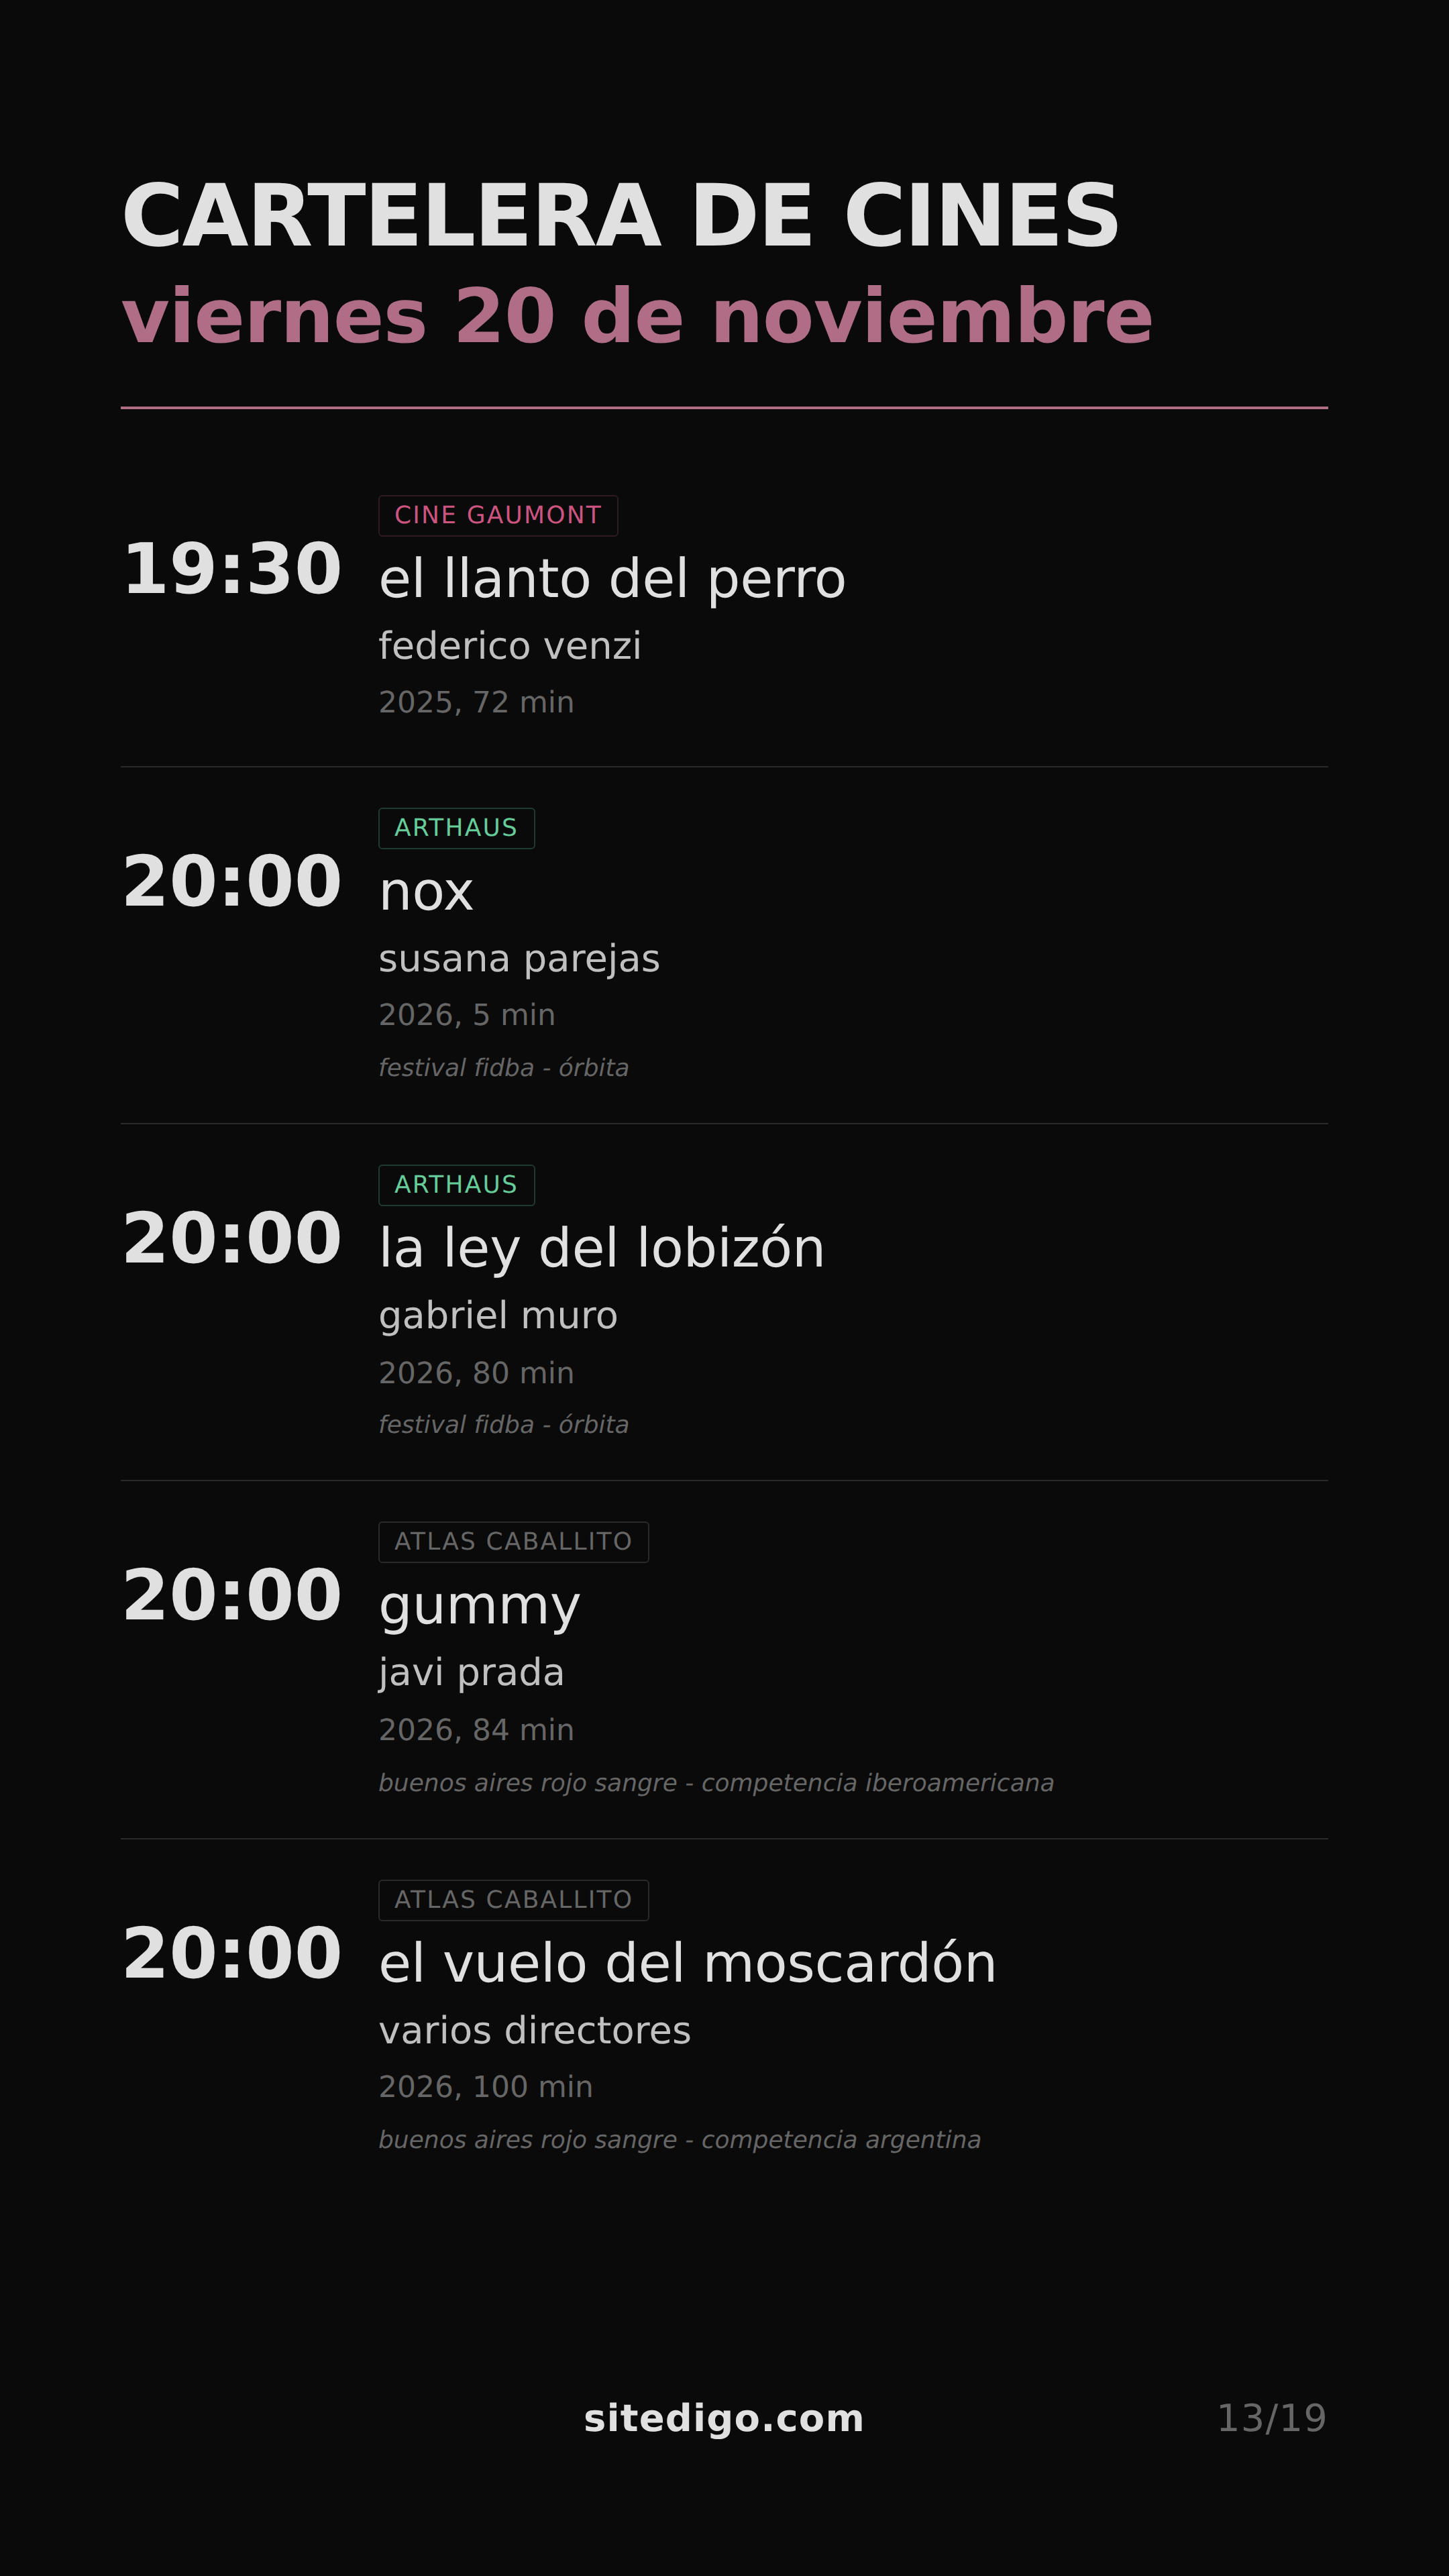 CARTELERA DE CINES
viernes 20 de noviembre
CINE GAUMONT
19:30
el llanto del perro
federico venzi
2025, 72 min
ARTHAUS
20:00
nox
susana parejas
2026, 5 min
festival fidba - órbita
ARTHAUS
20:00
la ley del lobizón
gabriel muro
2026, 80 min
festival fidba - órbita
ATLAS CABALLITO
20:00
gummy
javi prada
2026, 84 min
buenos aires rojo sangre - competencia iberoamericana
ATLAS CABALLITO
20:00
el vuelo del moscardón
varios directores
2026, 100 min
buenos aires rojo sangre - competencia argentina
sitedigo.com
13/19